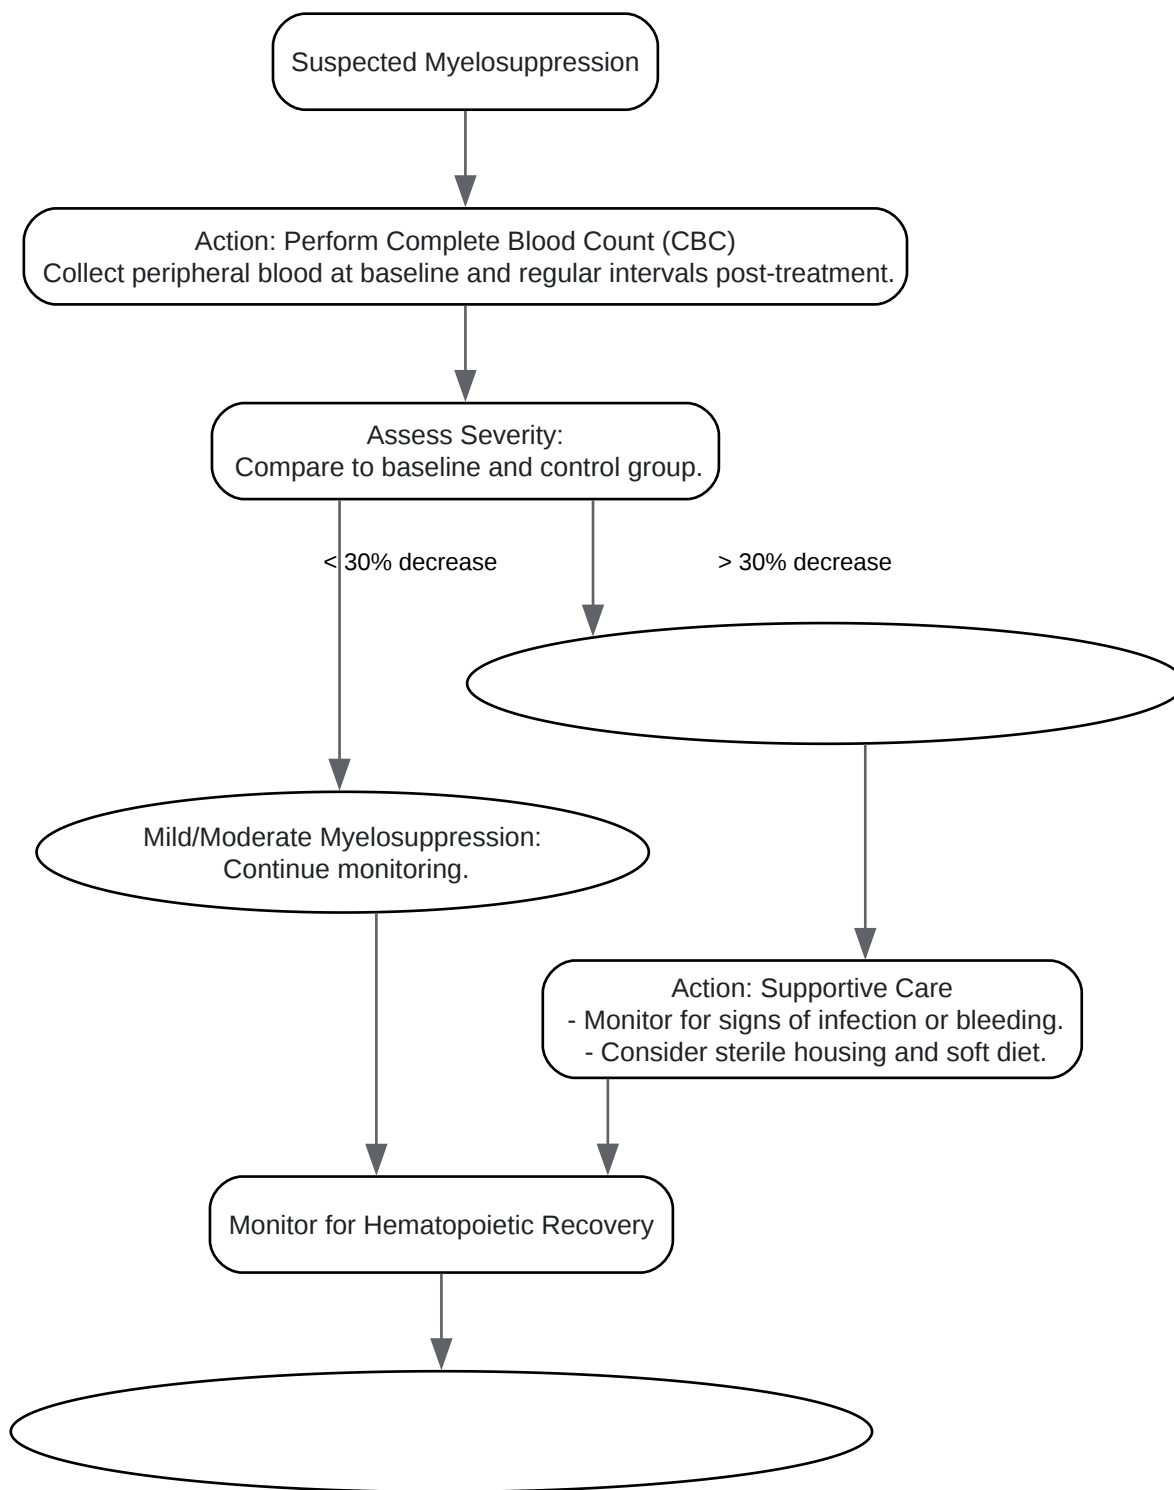 Suspected Myelosuppression
Action: Perform Complete Blood Count (CBC)
Collect peripheral blood at baseline and regular intervals post-treatment.
Assess Severity:
Compare to baseline and control group.
< 30% decrease
> 30% decrease
Mild/Moderate Myelosuppression:
Continue monitoring.
Action: Supportive Care
- Monitor for signs of infection or bleeding.
- Consider sterile housing and soft diet.
Monitor for Hematopoietic Recovery